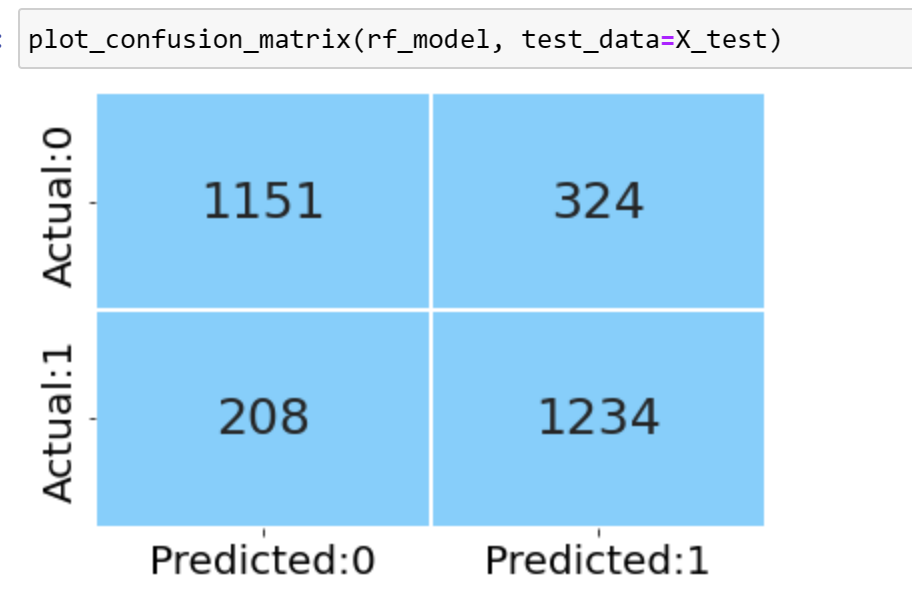 : plot_confusion_matrix(rf_model, test_data=X_test)
Actual:0
1151 324
Actual:1
208 1234
Predicted:0 Predicted:1